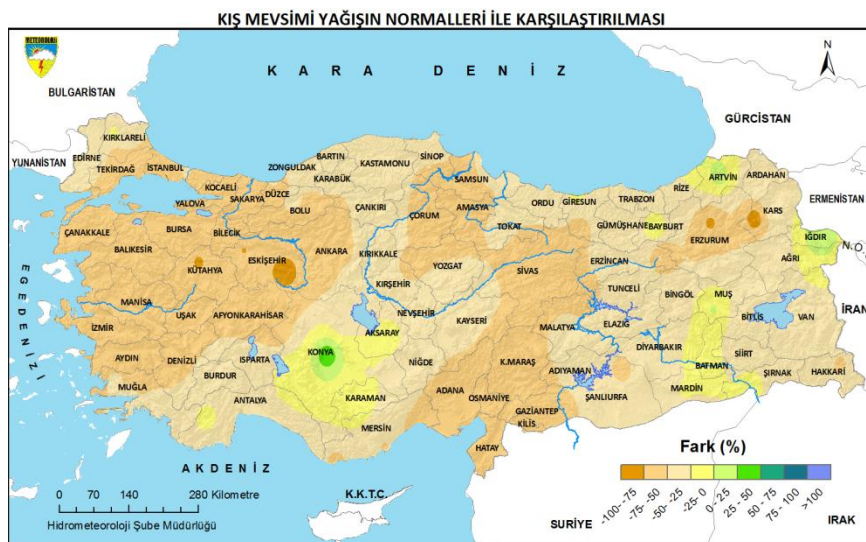 KIŞ MEVSİMİ YAĞIŞIN NORMALLERİ İLE KARŞILAŞTIRILMASI
METEOROLOJİ
N
K A R A D E N İ Z
BULGARİSTAN
GÜRCİSTAN
YUNANİSTAN
ERMENİSTAN
KIRKLARELİ
EDİRNE
TEKİRDAĞ
İSTANBUL
KOCAELİ
YALOVA
SAKARYA
DÜZCE
ZONGULDAK
BARTIN
KARABÜK
KASTAMONU
SİNOP
SAMSUN
BOLU
ÇANKIRI
ÇORUM
AMASYA
TOKAT
ORDU
GİRESUN
TRABZON
RİZE
ARTVİN
ARDAHAN
GÜMÜŞHANE
BAYBURT
KARS
IĞDIR
N.
ERZURUM
AĞRI
ERZİNCAN
ÇANAKKALE
BALIKESİR
BURSA
BİLECİK
ESKİŞEHİR
KÜTAHYA
ANKARA
KIRIKKALE
YOZGAT
SİVAS
KIRŞEHİR
NEVŞEHİR
KAYSERİ
TUNCELİ
BİNGÖL
MUŞ
BİTLİS
VAN
İRAN
MANİSA
İZMİR
UŞAK
AFYONKARAHİSAR
AKSARAY
NİĞDE
MALATYA
ELAZIĞ
DİYARBAKIR
BATMAN
SİİRT
ŞIRNAK
HAKKARİ
AYDIN
DENİZLİ
MUĞLA
BURDUR
ISPARTA
KONYA
KARAMAN
ANTALYA
MERSİN
ADANA
OSMANİYE
K.MARAŞ
GAZİANTEP
KİLİS
HATAY
ADIYAMAN
ŞANLIURFA
MARDİN
E G E D E N İ Z İ
A K D E N İ Z
K.K.T.C.
SURİYE
IRAK
0 70 140 280 Kilometre
Hidrometeoroloji Şube Müdürlüğü
Fark (%)
-100--75
-75--50
-50--25
-25- 0
0 - 25
25 - 50
50 - 75
75 - 100
>100